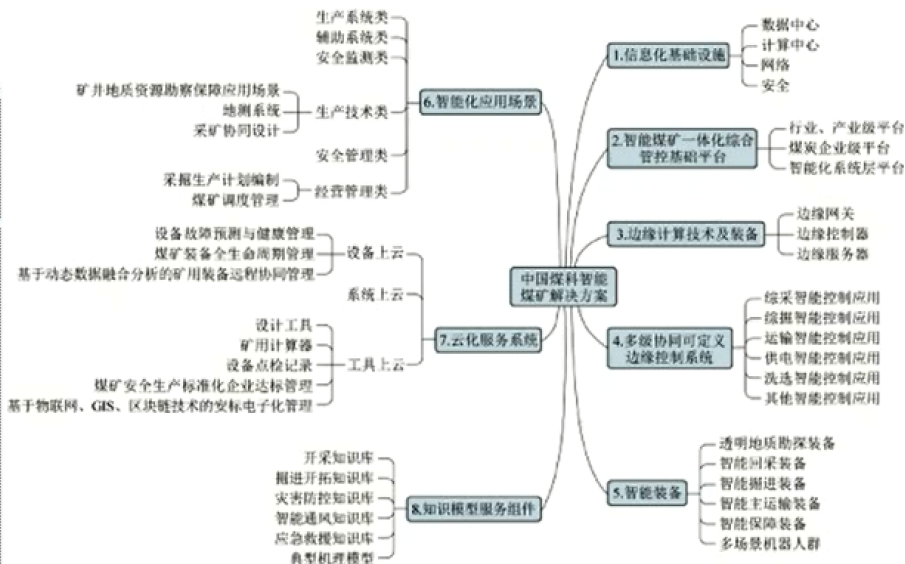 中国煤科智能
煤矿解决方案
1.信息化基础设施
数据中心
计算中心
网络
安全
2.智能煤矿一体化综合
管控基础平台
行业、产业级平台
煤炭企业级平台
智能化系统层平台
3.边缘计算技术及装备
边缘网关
边缘控制器
边缘服务器
4.多级协同可定义
边缘控制系统
综采智能控制应用
综掘智能控制应用
运输智能控制应用
供电智能控制应用
洗选智能控制应用
其他智能控制应用
5.智能装备
透明地质勘探装备
智能回采装备
智能掘进装备
智能主运输装备
智能保障装备
多场景机器人群
6.智能化应用场景
生产系统类
辅助系统类
安全监测类
生产技术类
矿井地质资源勘察保障应用场景
地测系统
采矿协同设计
安全管理类
经营管理类
采掘生产计划编制
煤矿调度管理
7.云化服务系统
设备上云
设备故障预测与健康管理
煤矿装备全生命周期管理
基于动态数据融合分析的矿用装备远程协同管理
系统上云
工具上云
设计工具
矿用计算器
设备点检记录
煤矿安全生产标准化企业达标管理
基于物联网、GIS、区块链技术的安标电子化管理
8.知识模型服务组件
开采知识库
掘进开拓知识库
灾害防控知识库
智能通风知识库
应急救援知识库
典型机理模型